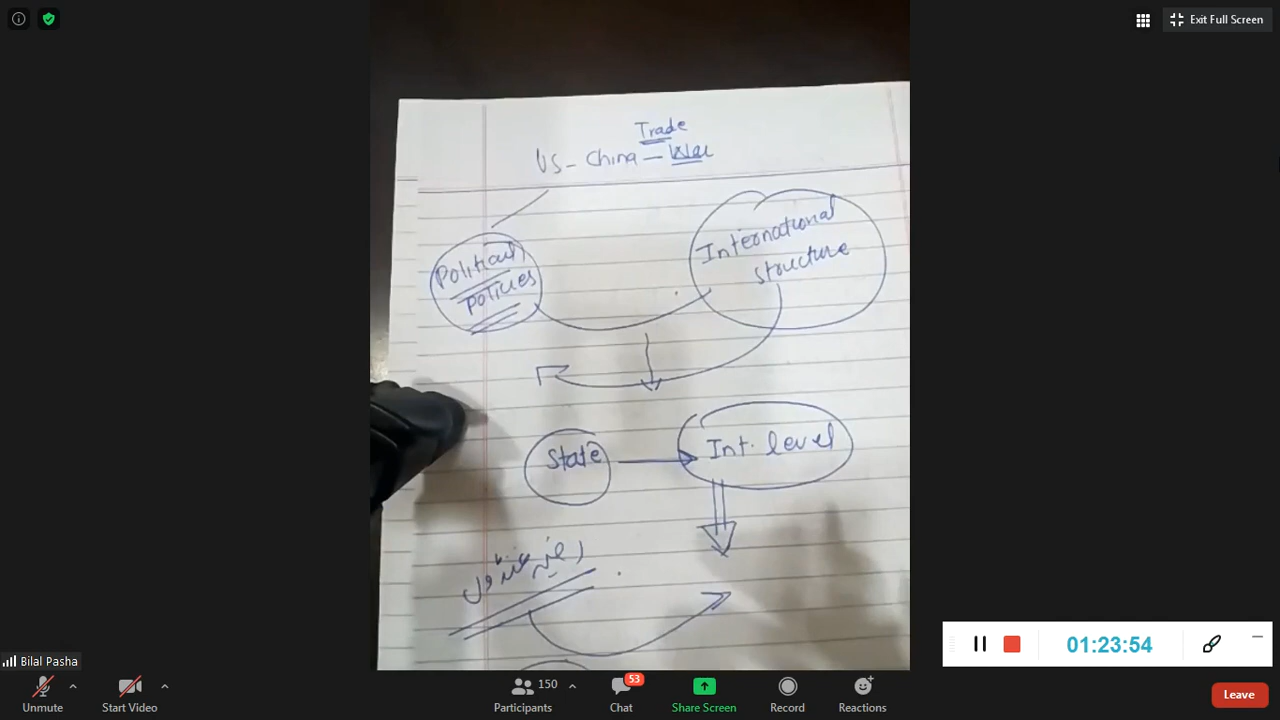 Exit Full Screen
Trade
US - China - War
Political
policies
International
structure
State
Int. level
Bilal Pasha
01:23:54
Unmute
Start Video
150
Participants
53
Chat
Share Screen
Record
Reactions
Leave